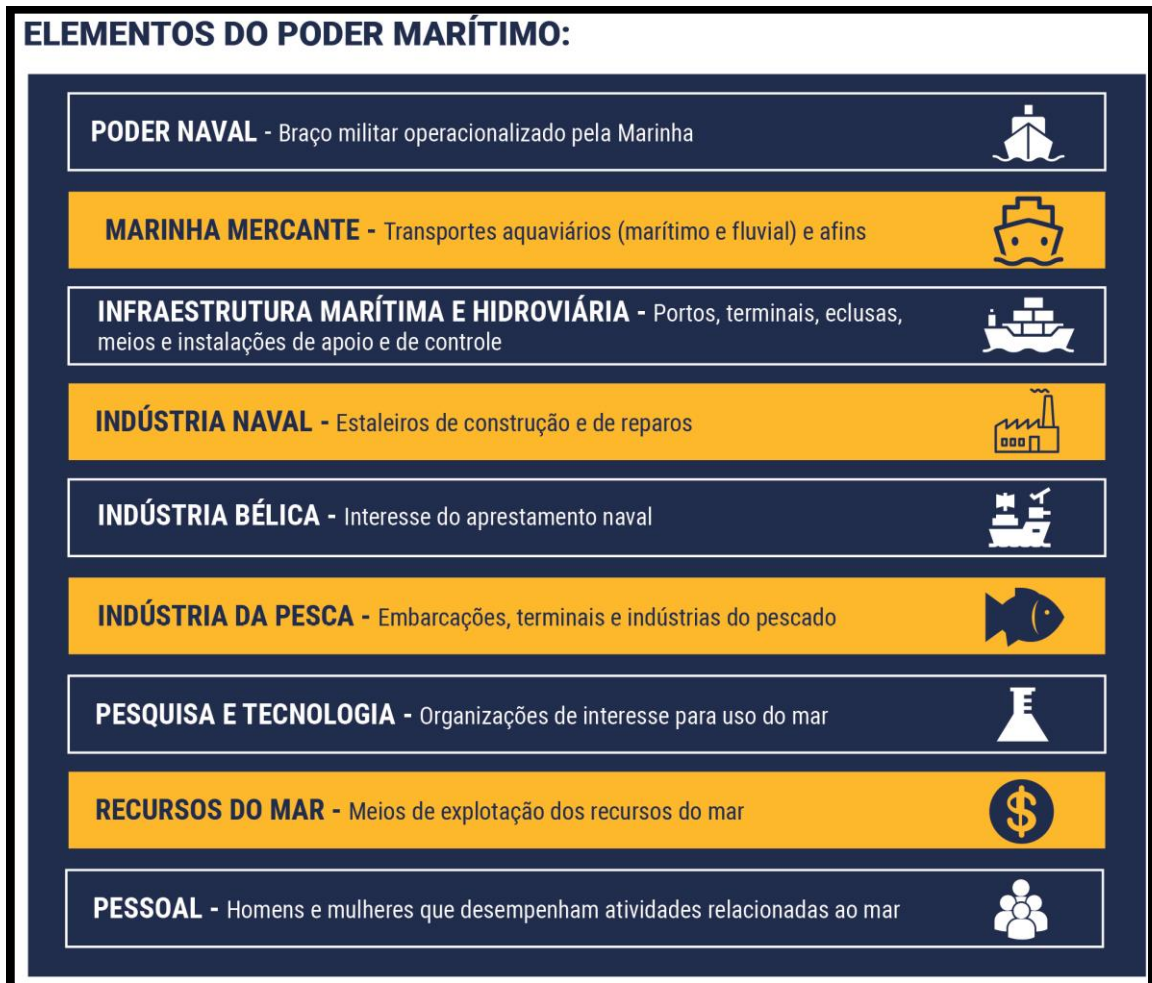 ELEMENTOS DO PODER MARÍTIMO:
PODER NAVAL - Braço militar operacionalizado pela Marinha
MARINHA MERCANTE - Transportes aquaviários (marítimo e fluvial) e afins
INFRAESTRUTURA MARÍTIMA E HIDROVIÁRIA - Portos, terminais, eclusas,
meios e instalações de apoio e de controle
INDÚSTRIA NAVAL - Estaleiros de construção e de reparos
INDÚSTRIA BÉLICA - Interesse do aprestamento naval
INDÚSTRIA DA PESCA - Embarcações, terminais e indústrias do pescado
PESQUISA E TECNOLOGIA - Organizações de interesse para uso do mar
RECURSOS DO MAR - Meios de explotação dos recursos do mar
$
PESSOAL - Homens e mulheres que desempenham atividades relacionadas ao mar